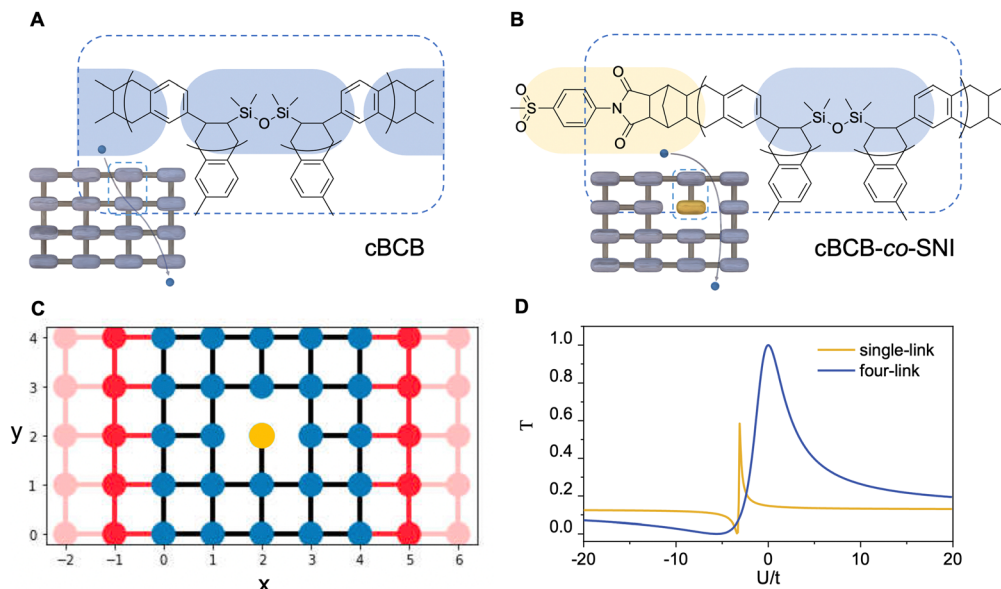 A
B
Si Si
O
cBCB
O
O
S
O
N
O
Si Si
O
cBCB-co-SNI
C
4
3
y 2
1
0
−2 −1 0 1 2 3 4 5 6
x
D
1.0
0.8
0.6
0.4
0.2
0.0
T
single-link
four-link
-20 -10 0 10 20
U/t